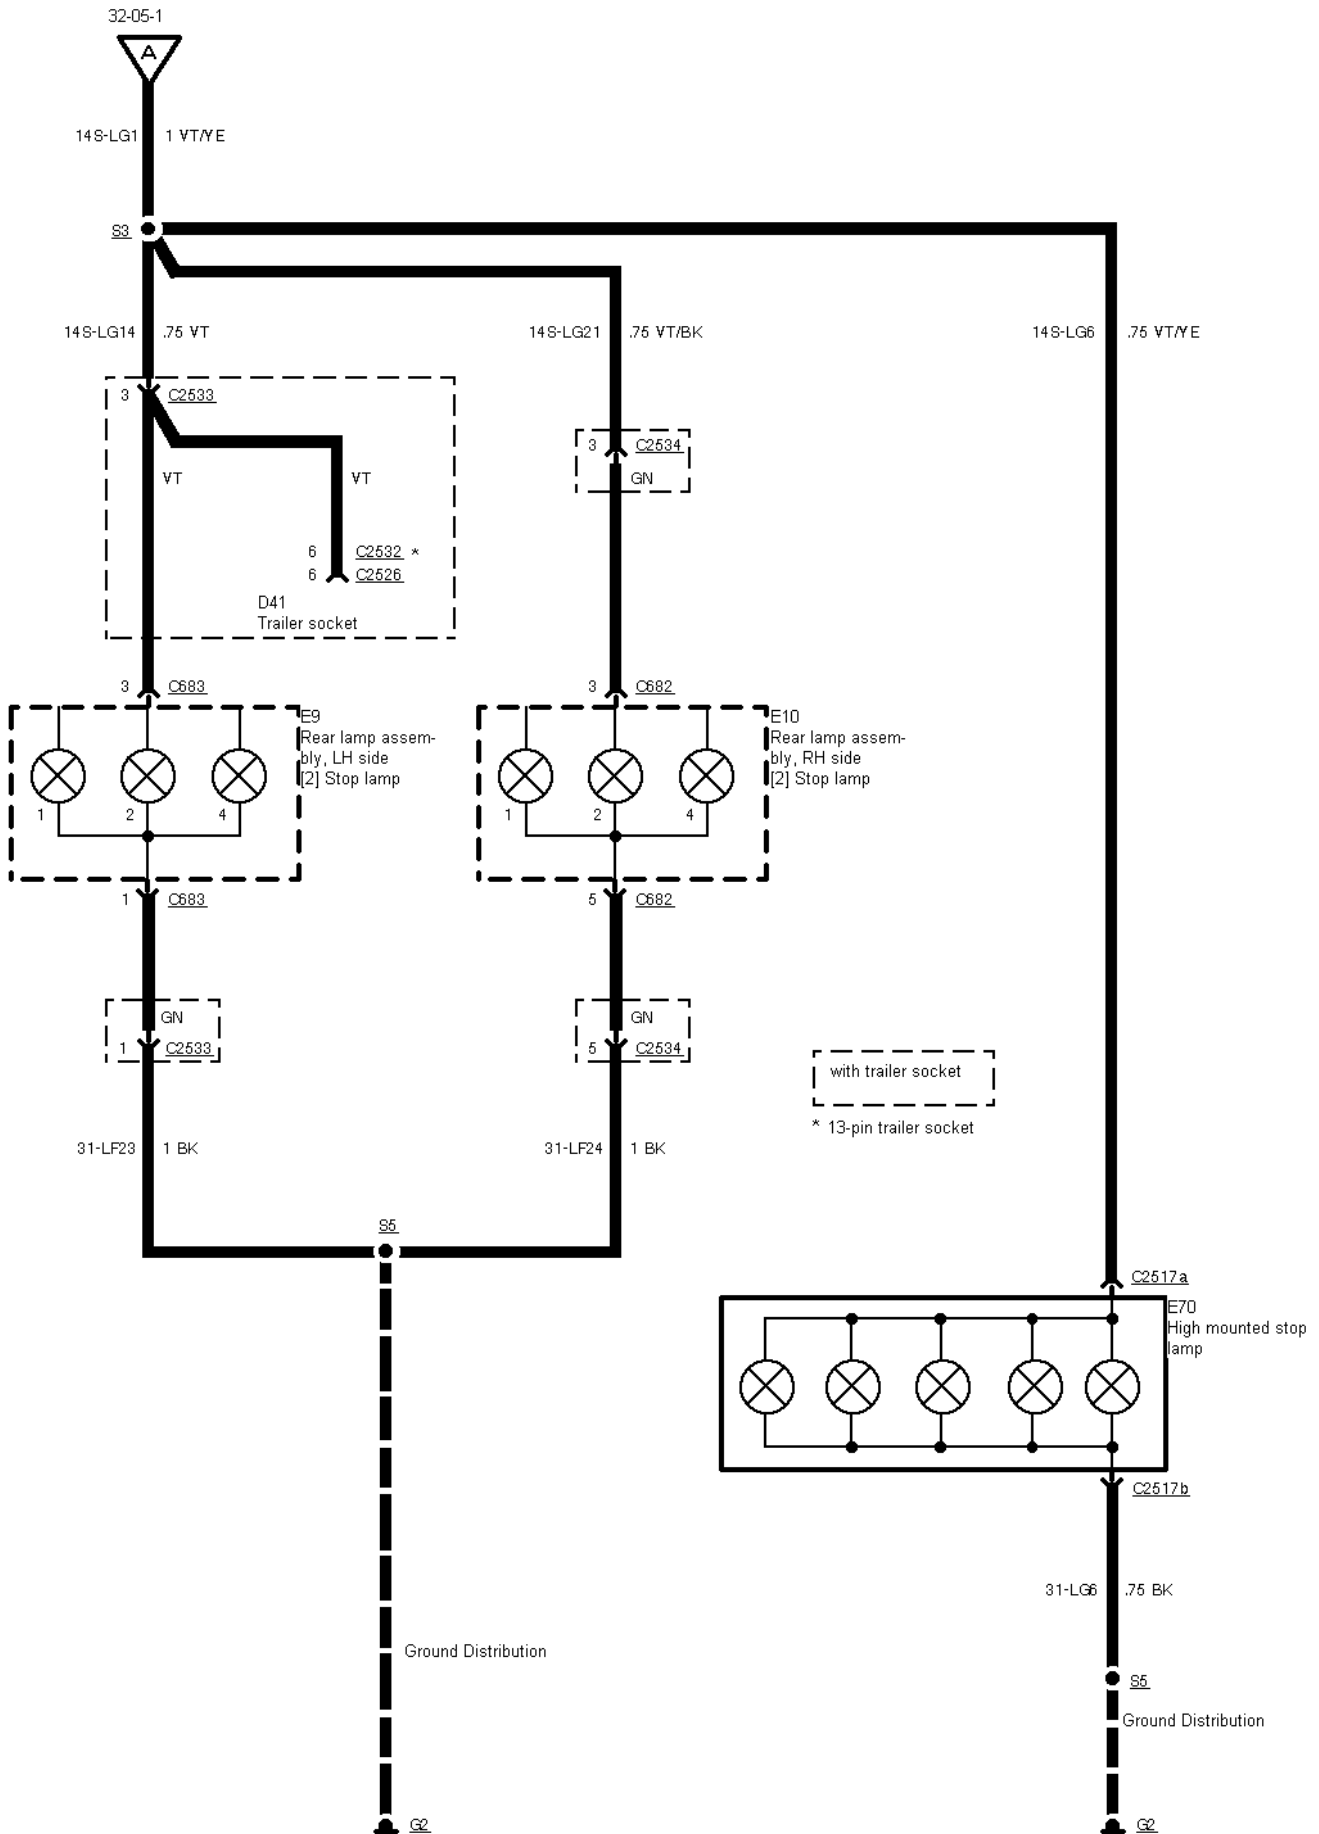 32-05-1
A
14S-LG1 1 VT/YE
S3
14S-LG14 .75 VT
14S-LG21 .75 VT/BK
14S-LG6 .75 VT/YE
3 C2533
3 C2534
GN
VT VT
6 C2532 *
6 C2526
D41
Trailer socket
3 C683
3 C682
E9
Rear lamp assem-
bly, LH side
[2] Stop lamp
1 2 4
E10
Rear lamp assem-
bly, RH side
[2] Stop lamp
1 2 4
1 C683
5 C682
GN
1 C2533
GN
5 C2534
with trailer socket
* 13-pin trailer socket
31-LF23 1 BK
31-LF24 1 BK
S5
C2517a
E70
High mounted stop
lamp
C2517b
31-LG6 .75 BK
Ground Distribution
S5
Ground Distribution
G2
G2